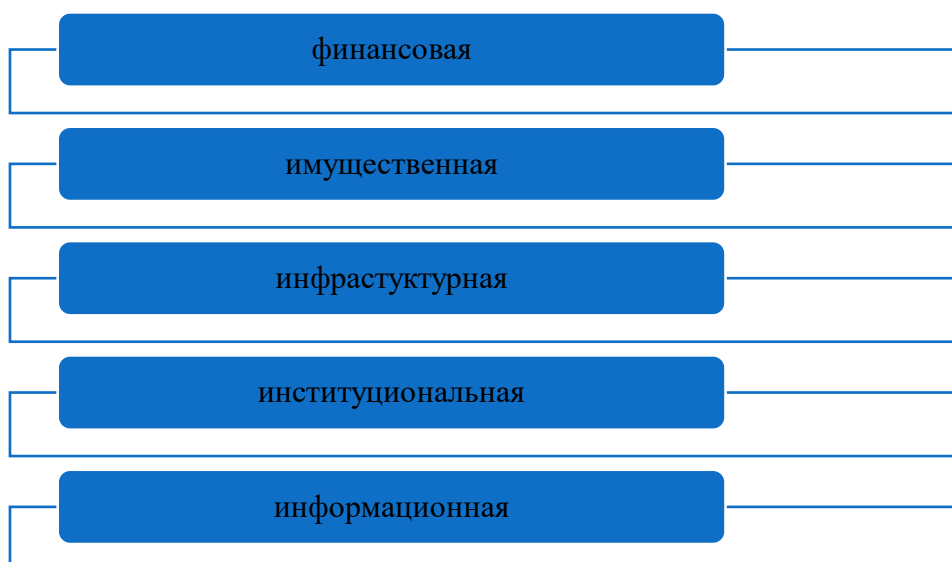 финансовая
имущественная
инфрастуктурная
институциональная
информационная